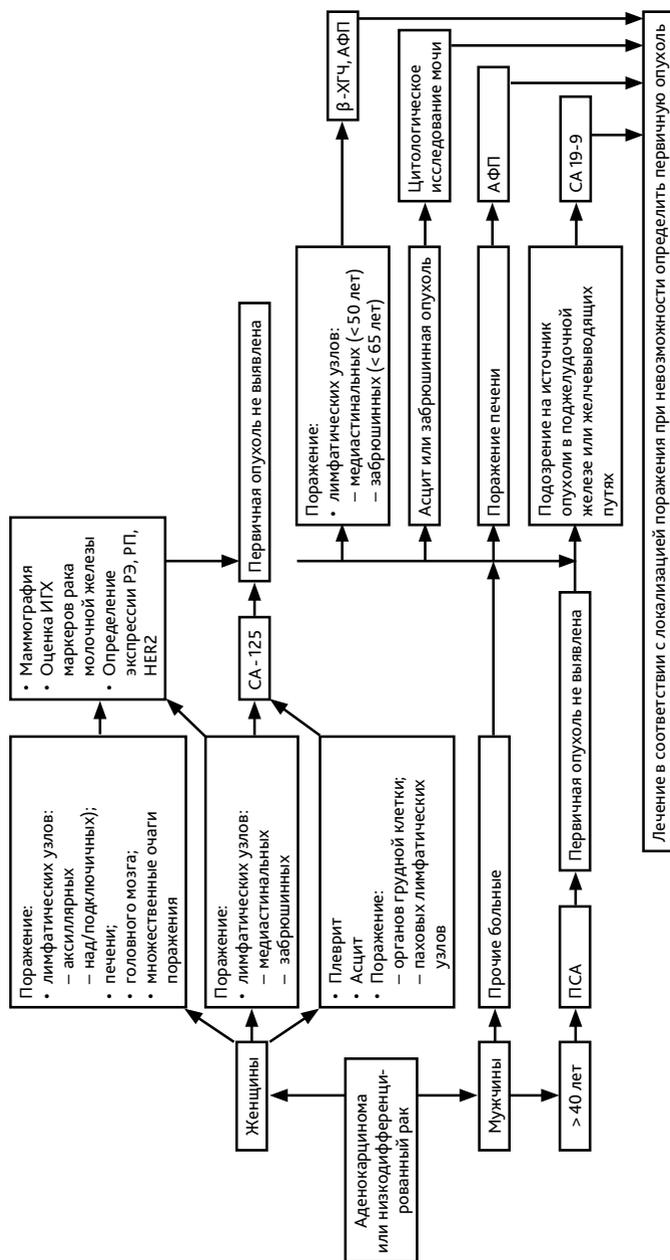 Аденокарцинома
или низкодифференци-
рованный рак
Женщины
Поражение:
• лимфатических узлов:
– аксиллярных
– над/подключичных);
• печени;
• головного мозга;
• множественные очаги
поражения
Поражение:
• лимфатических узлов:
– медиастинальных
– забрюшинных
• Плеврит
• Асцит
• Поражение:
– органов грудной клетки;
– паховых лимфатических
узлов
• Маммография
• Оценка ИГХ
маркеров рака
молочной железы
• Определение
экспрессии РЭ, РП,
HER2
СА - 125
Первичная опухоль не выявлена
Мужчины
Прочие больные
> 40 лет
ПСА
Первичная опухоль не выявлена
Поражение:
• лимфатических узлов:
– медиастинальных (<50 лет)
– забрюшинных (< 65 лет)
Асцит или забрюшинная опухоль
Поражение печени
Подозрение на источник
опухоли в поджелудочной
железе или желчевыводящих
путях
β -ХГЧ, АФП
Цитологическое
исследование мочи
АФП
СА 19-9
Лечение в соответствии с локализацией поражения при невозможности определить первичную опухоль